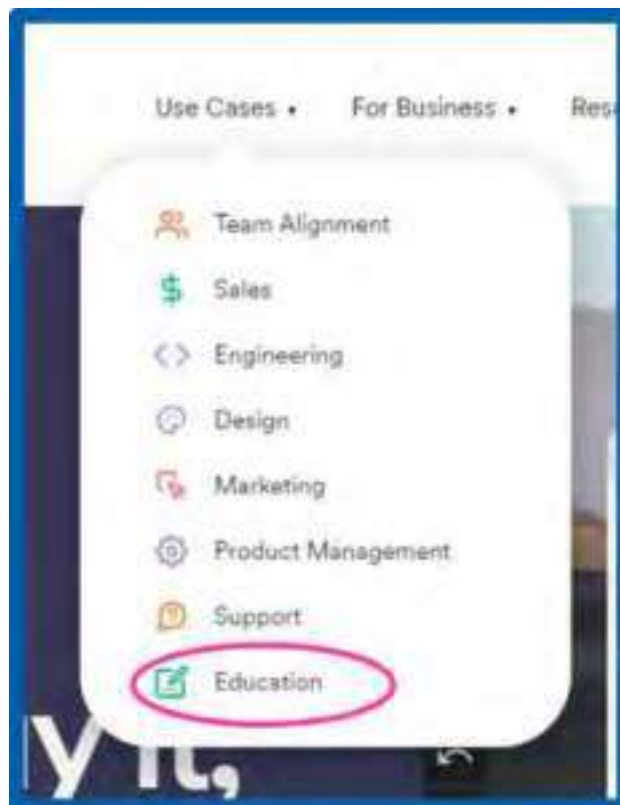 Use Cases • For Business •
Team Alignment
Sales
Engineering
Design
Marketing
Product Management
Support
Education